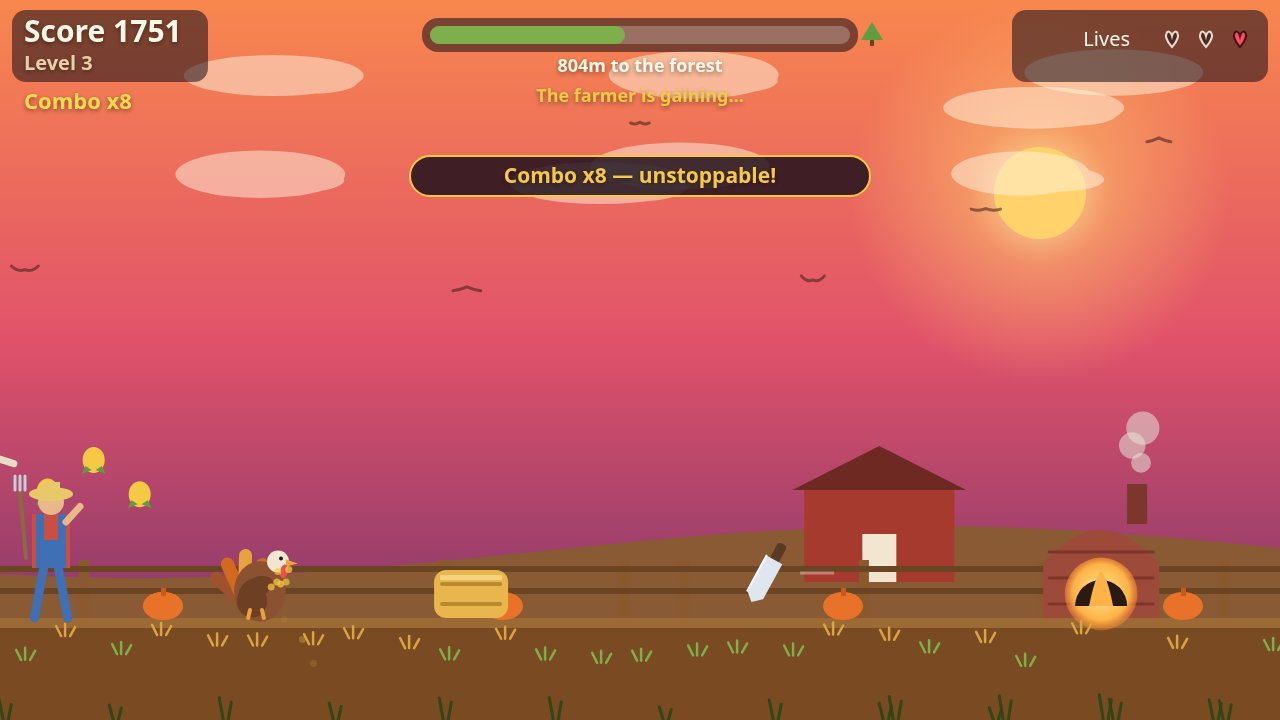 Score 1751
Level 3
Combo x8
804m to the forest
The farmer is gaining...
Lives
Combo x8 — unstoppable!